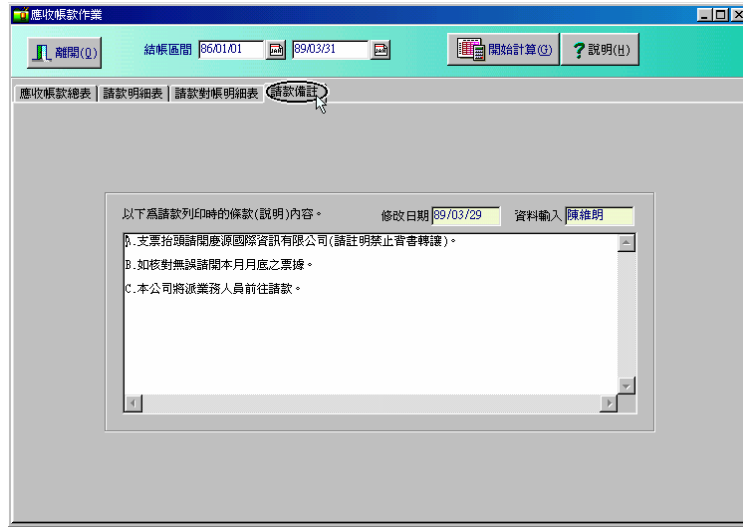 應收帳款作業
離開(Q) 結帳區間 86/01/01 89/03/31 開始計算(G) ?說明(H)
應收帳款總表 請款明細表 請款對帳明細表 請款備註
以下為請款列印時的條款(說明)內容。 修改日期 89/03/29 資料輸入 陳維明
A.支票抬頭請開慶源國際資訊有限公司(請註明禁止背書轉讓)。
B.如核對無誤請開本月月底之票據。
C.本公司將派業務人員前往請款。